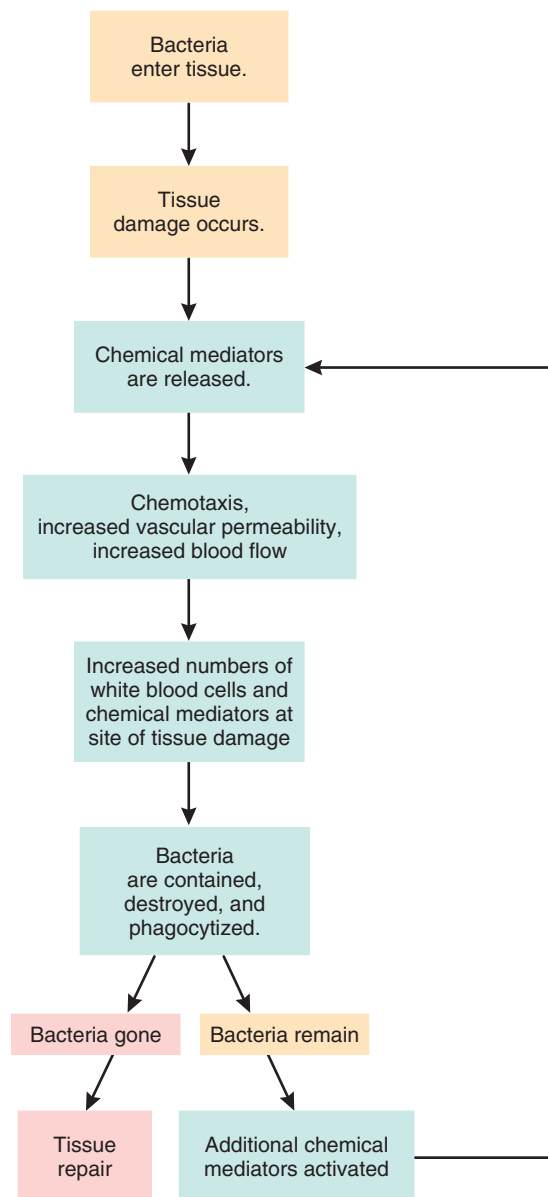 Bacteria
enter tissue.
Tissue
damage occurs.
Chemical mediators
are released.
Chemotaxis,
increased vascular permeability,
increased blood flow
Increased numbers of
white blood cells and
chemical mediators at
site of tissue damage
Bacteria
are contained,
destroyed, and
phagocytized.
Bacteria gone
Bacteria remain
Tissue
repair
Additional chemical
mediators activated